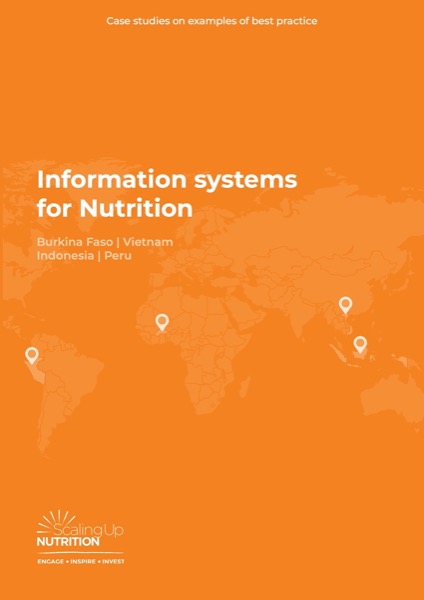 Case studies on examples of best practice
Information systems
for Nutrition
Burkina Faso | Vietnam
Indonesia | Peru
Scaling Up
NUTRITION
ENGAGE • INSPIRE • INVEST